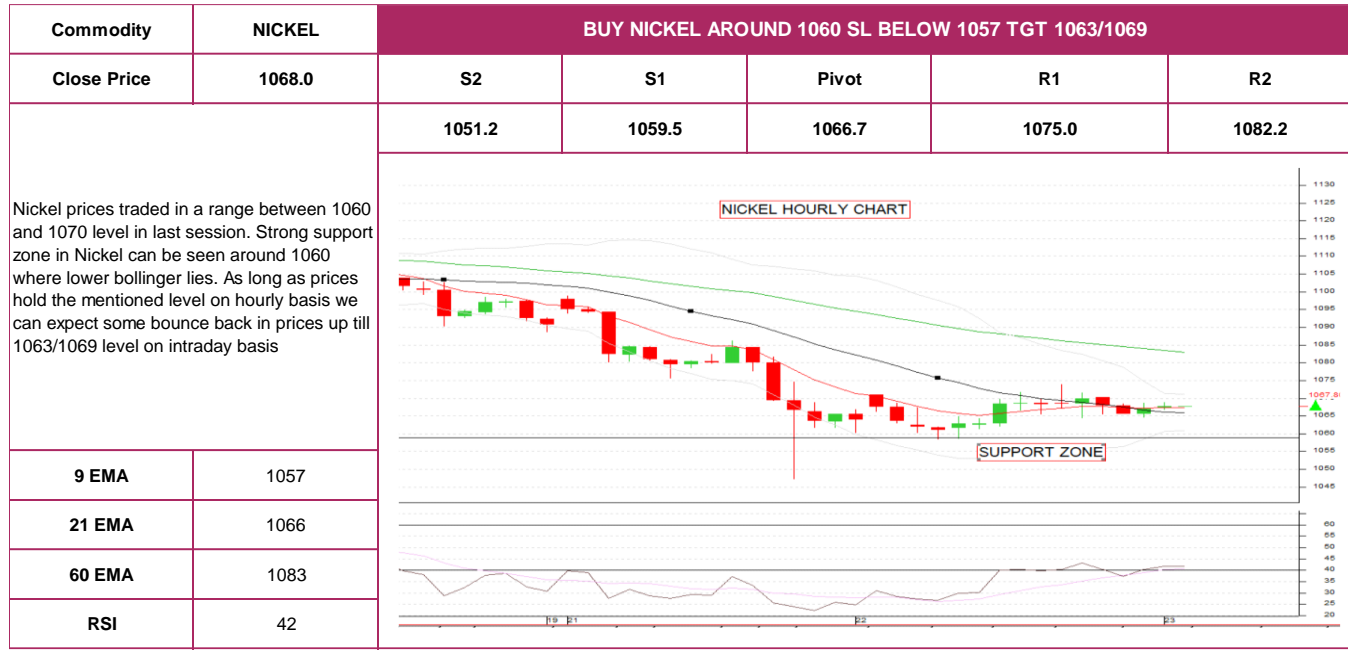 Commodity NICKEL BUY NICKEL AROUND 1060 SL BELOW 1057 TGT 1063/1069
Close Price 1068.0 S2 S1 Pivot R1 R2
1051.2 1059.5 1066.7 1075.0 1082.2
Nickel prices traded in a range between 1060
and 1070 level in last session. Strong support
zone in Nickel can be seen around 1060
where lower bollinger lies. As long as prices
hold the mentioned level on hourly basis we
can expect some bounce back in prices up till
1063/1069 level on intraday basis
9 EMA 1057
21 EMA 1066
60 EMA 1083
RSI 42
NICKEL HOURLY CHART
SUPPORT ZONE
1130
1125
1120
1115
1110
1105
1100
1095
1090
1085
1080
1075
1065
1060
1055
1050
1045
60
55
50
45
40
35
30
25
20
19 21 22 23